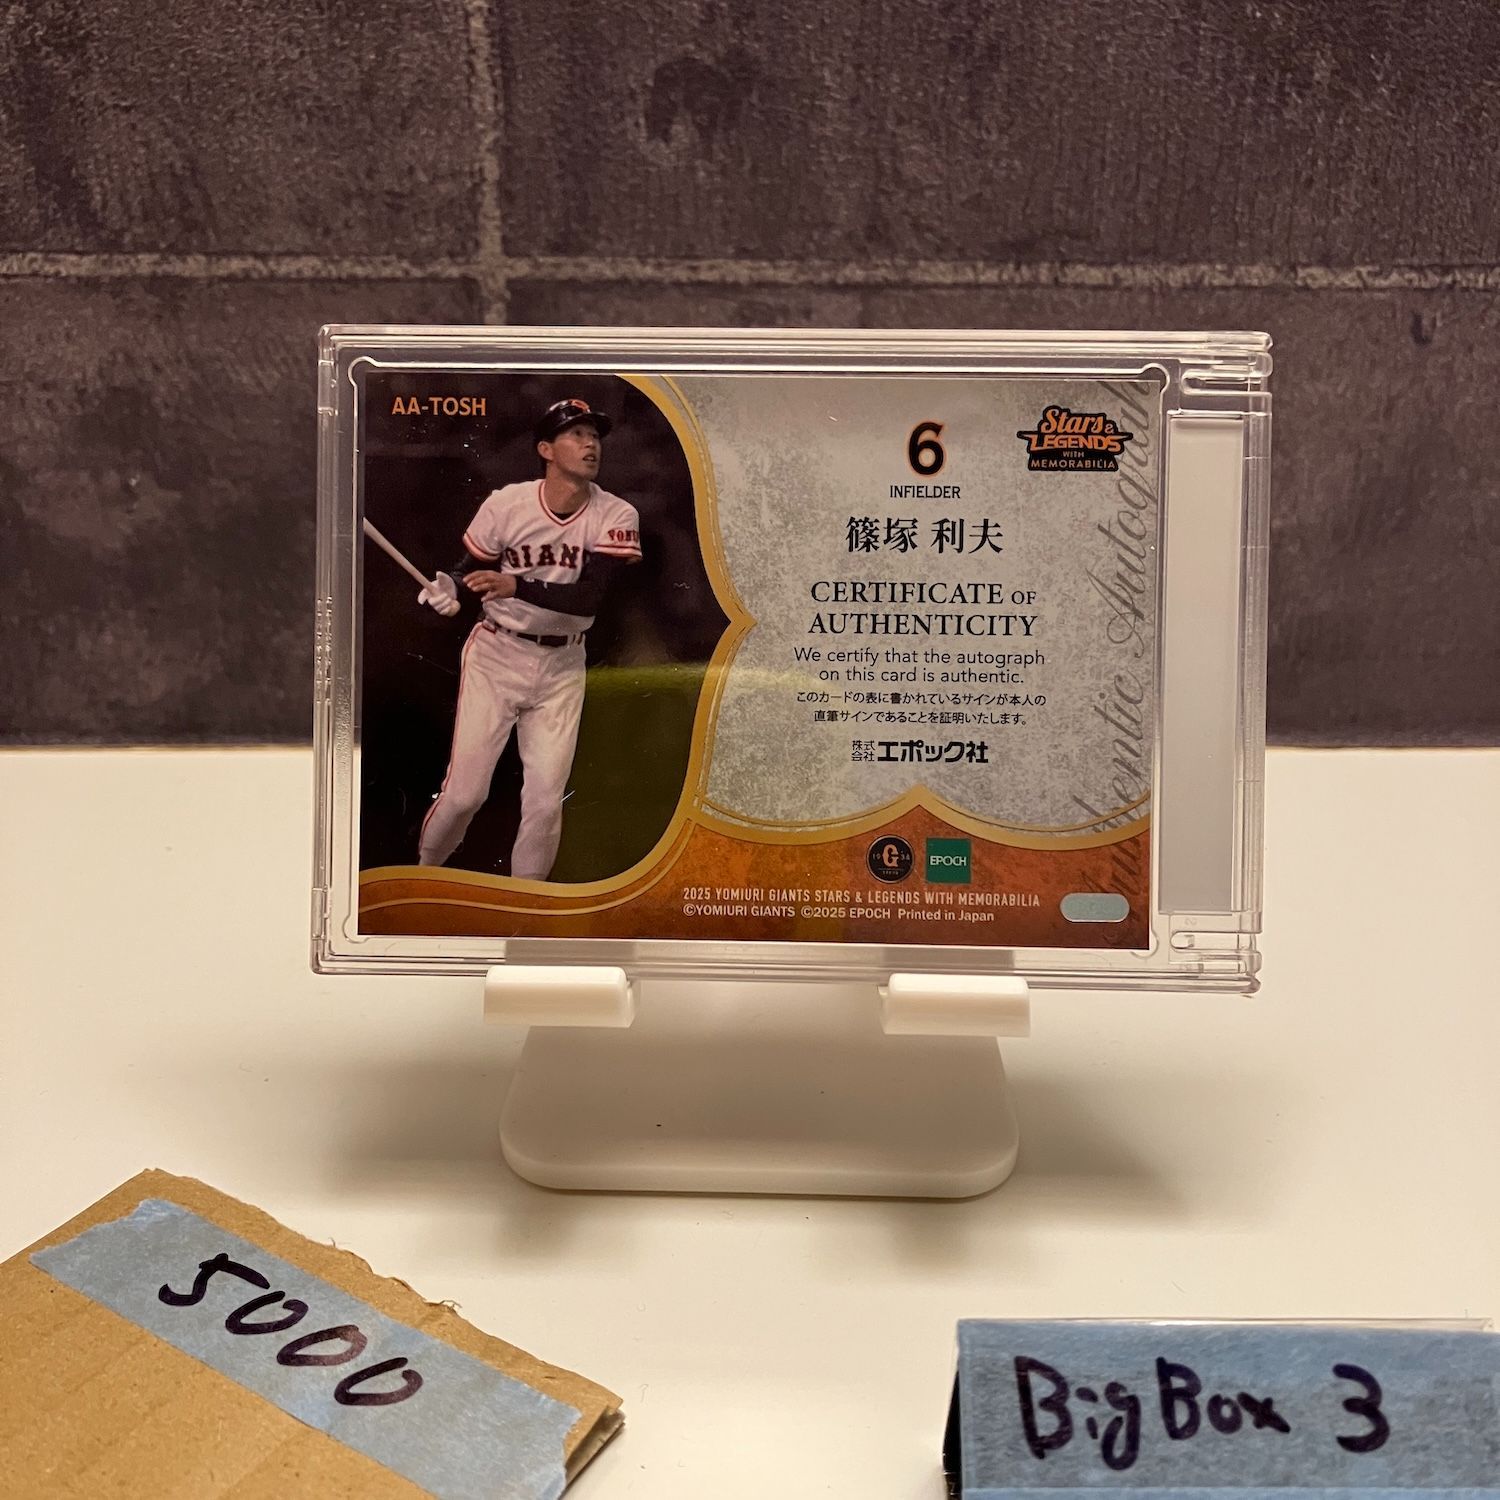 AA-TOSH
GIAN
6
INFIELDER
Stars &
LEGENDS
WITH
MEMORABILIA
篠塚 利夫
CERTIFICATE OF
AUTHENTICITY
We certify that the autograph
on this card is authentic.
このカードの表に書かれているサインが本人の
直筆サインであることを証明いたします。
株式会社 エポック社
Authentic Autograph
1934
G
EPOCH
2025 YOMIURI GIANTS STARS & LEGENDS WITH MEMORABILIA
©YOMIURI GIANTS ©2025 EPOCH Printed in Japan
5000
Big Box 3